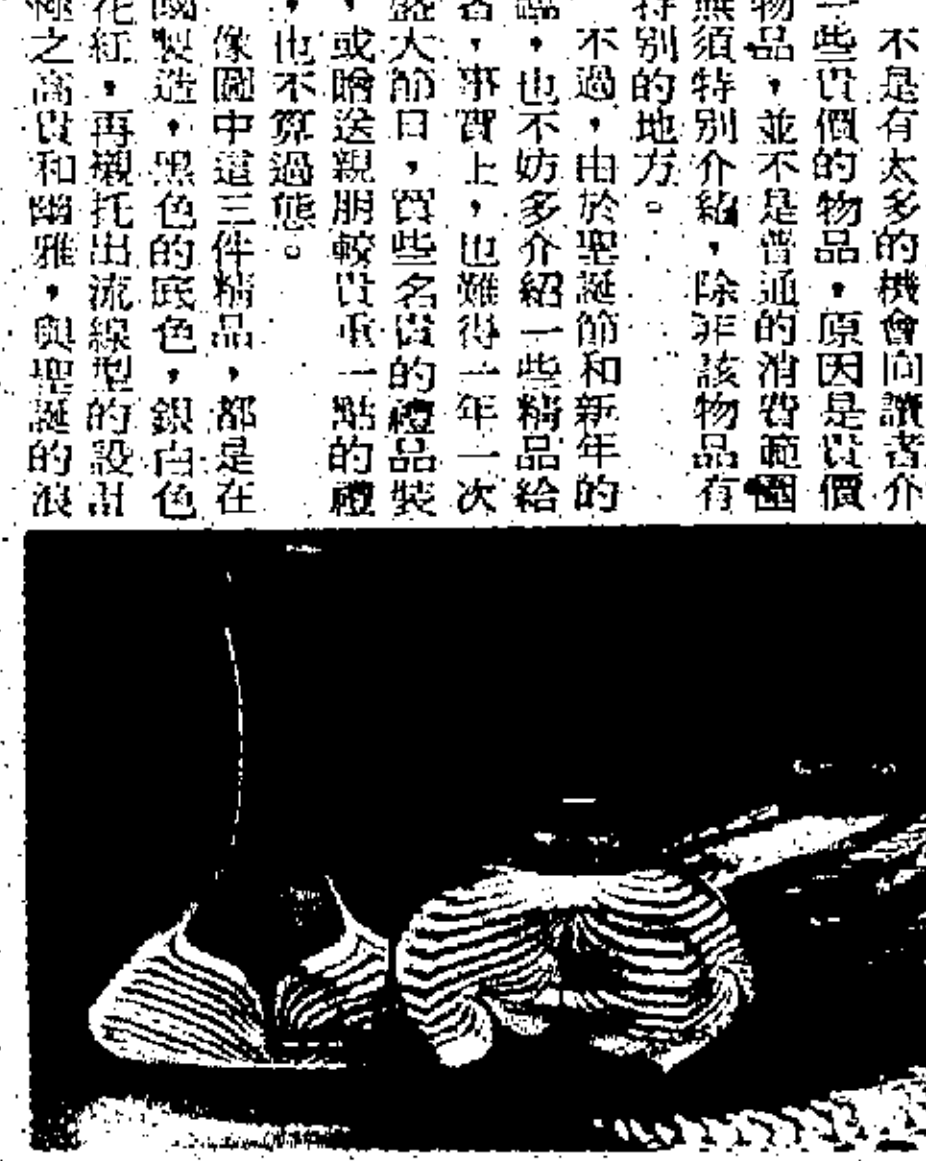 不是有太多的機會向讀者介
一些貴價的物品，原因是貴價
物品，並不是普通的消費範圍
無須特別介紹，除非該物品有
特別的地方。
不過，由於聖誕節和新年的
臨，也不妨多介紹一些精品給
者，事實上，也難得一年一次
盛大節日，買些名貴的禮品裝
，或贈送親朋較貴重一點的禮
，也不算過態。
像圖中這三件精品，都是在
國製造，黑色的底色，銀白色
花紅，再襯托出流線型的設計
極之高貴和幽雅，與聖誕的浪